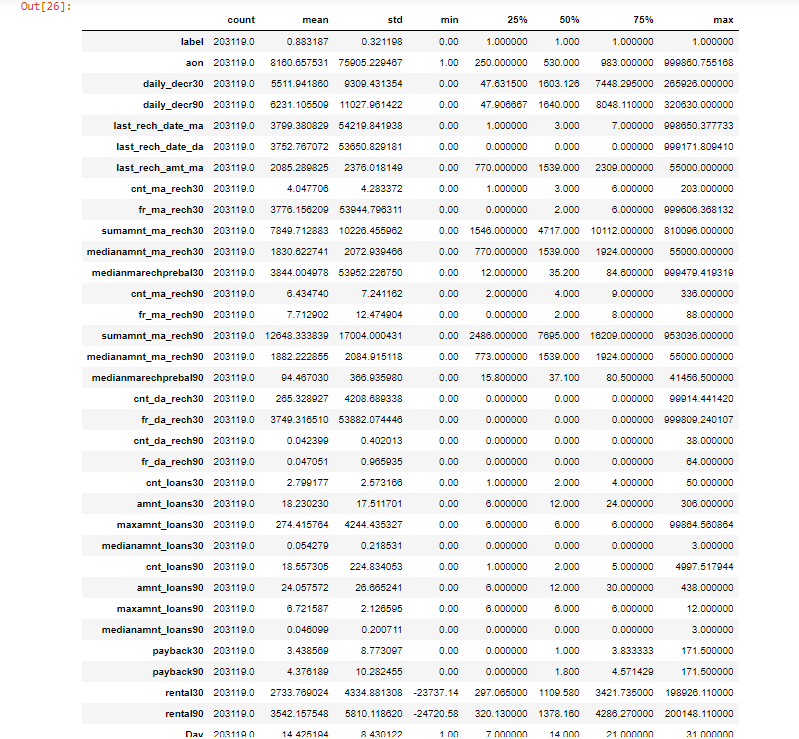 Out[26]:
count mean std min 25% 50% 75% max
label 203119.0 0.883187 0.321198 0.00 1.000000 1.000 1.000000 1.000000
aon 203119.0 8160.657531 75905.229467 1.00 250.000000 530.000 983.000000 999860.755168
daily_decr30 203119.0 5511.941860 9309.431354 0.00 47.631500 1603.126 7448.295000 265926.000000
daily_decr90 203119.0 6231.105509 11027.961422 0.00 47.906667 1640.000 8048.110000 320630.000000
last_rech_date_ma 203119.0 3799.380829 54219.841938 0.00 1.000000 3.000 7.000000 998650.377733
last_rech_date_da 203119.0 3752.767072 53650.829181 0.00 0.000000 0.000 0.000000 999171.809410
last_rech_amt_ma 203119.0 2085.289825 2376.018149 0.00 770.000000 1539.000 2309.000000 55000.000000
cnt_ma_rech30 203119.0 4.047706 4.283372 0.00 1.000000 3.000 6.000000 203.000000
fr_ma_rech30 203119.0 3776.156209 53944.796311 0.00 0.000000 2.000 6.000000 999606.368132
sumamnt_ma_rech30 203119.0 7849.712883 10226.455962 0.00 1546.000000 4717.000 10112.000000 810096.000000
medianamnt_ma_rech30 203119.0 1830.622741 2072.939466 0.00 770.000000 1539.000 1924.000000 55000.000000
medianmarechprebal30 203119.0 3844.004978 53952.226750 0.00 12.000000 35.200 84.600000 999479.419319
cnt_ma_rech90 203119.0 6.434740 7.241162 0.00 2.000000 4.000 9.000000 336.000000
fr_ma_rech90 203119.0 7.712902 12.474904 0.00 0.000000 2.000 8.000000 88.000000
sumamnt_ma_rech90 203119.0 12648.333839 17004.000431 0.00 2486.000000 7695.000 16209.000000 953036.000000
medianamnt_ma_rech90 203119.0 1882.222855 2084.915118 0.00 773.000000 1539.000 1924.000000 55000.000000
medianmarechprebal90 203119.0 94.467030 366.935980 0.00 15.800000 37.100 80.500000 41456.500000
cnt_da_rech30 203119.0 265.328927 4208.689338 0.00 0.000000 0.000 0.000000 99914.441420
fr_da_rech30 203119.0 3749.316510 53882.074446 0.00 0.000000 0.000 0.000000 999809.240107
cnt_da_rech90 203119.0 0.042399 0.402013 0.00 0.000000 0.000 0.000000 38.000000
fr_da_rech90 203119.0 0.047051 0.965935 0.00 0.000000 0.000 0.000000 64.000000
cnt_loans30 203119.0 2.799177 2.573166 0.00 1.000000 2.000 4.000000 50.000000
amnt_loans30 203119.0 18.230230 17.511701 0.00 6.000000 12.000 24.000000 306.000000
maxamnt_loans30 203119.0 274.415764 4244.435327 0.00 6.000000 6.000 6.000000 99864.560864
medianamnt_loans30 203119.0 0.054279 0.218531 0.00 0.000000 0.000 0.000000 3.000000
cnt_loans90 203119.0 18.557305 224.834053 0.00 1.000000 2.000 5.000000 4997.517944
amnt_loans90 203119.0 24.057572 26.665241 0.00 6.000000 12.000 30.000000 438.000000
maxamnt_loans90 203119.0 6.721587 2.126595 0.00 6.000000 6.000 6.000000 12.000000
medianamnt_loans90 203119.0 0.046099 0.200711 0.00 0.000000 0.000 0.000000 3.000000
payback30 203119.0 3.438569 8.773097 0.00 0.000000 1.000 3.833333 171.500000
payback90 203119.0 4.376189 10.282455 0.00 0.000000 1.800 4.571429 171.500000
rental30 203119.0 2733.769024 4334.881308 -23737.14 297.065000 1109.580 3421.735000 198926.110000
rental90 203119.0 3542.157548 5810.118620 -24720.58 320.130000 1378.160 4286.270000 200148.110000
Day 203119.0 14.425194 8.430122 1.00 7.000000 14.000 21.000000 31.000000